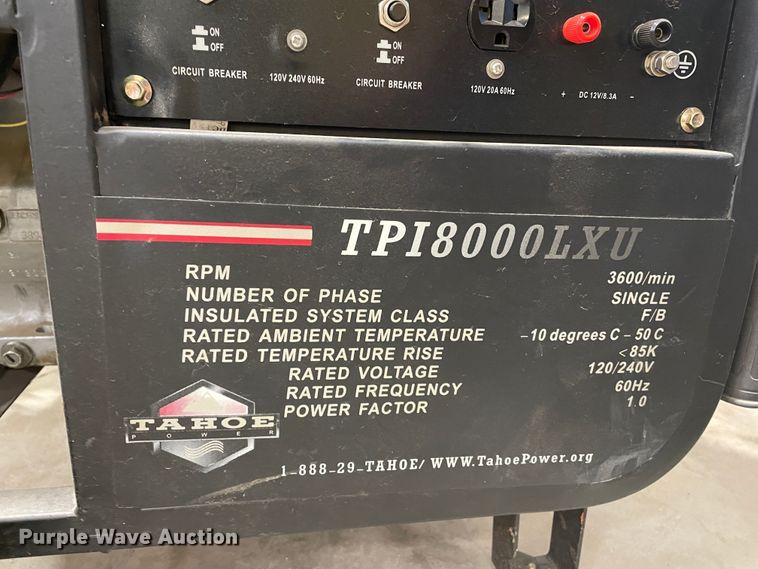 ON
OFF
CIRCUIT BREAKER
120V 240V 60Hz
ON
OFF
CIRCUIT BREAKER
120V 20A 60Hz
+ DC 12V/8.3A -
TPI8000LXU
RPM 3600/min
NUMBER OF PHASE SINGLE
INSULATED SYSTEM CLASS F/B
RATED AMBIENT TEMPERATURE -10 degrees C - 50 C
RATED TEMPERATURE RISE <85K
RATED VOLTAGE 120/240V
RATED FREQUENCY 60Hz
POWER FACTOR 1.0
TAHOE
POWER
1-888-29-TAHOE/ WWW.TahoePower.org
Purple Wave Auction